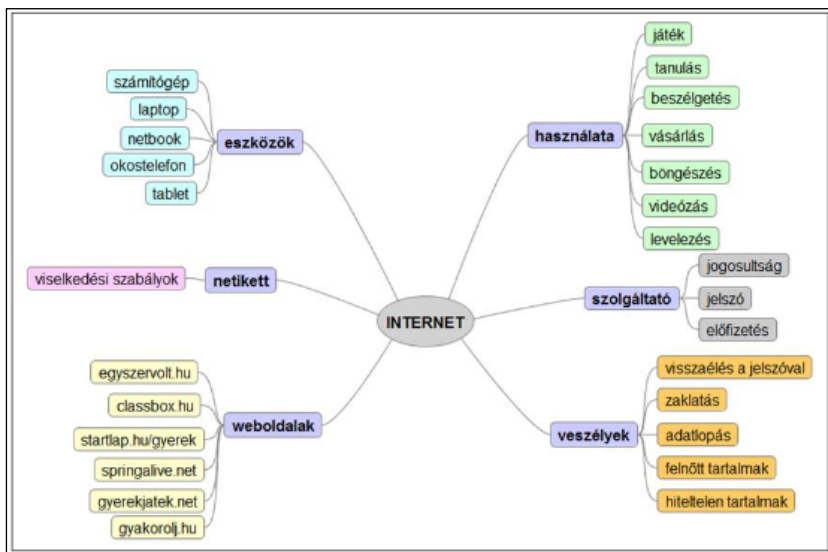 számítógép
laptop
netbook
okostelefon
tablet
eszközök
viselkedési szabályok
netikett
egyszervolt.hu
classbox.hu
startlap.hu/gyerek
springalive.net
gyerekjatek.net
gyakorolj.hu
weboldalak
INTERNET
használata
játék
tanulás
beszélgetés
vásárlás
böngészés
videózás
levelezés
szolgáltató
jogosultság
jelszó
előfizetés
veszélyek
visszaélés a jelszóval
zaklatás
adatlopás
felnőtt tartalmak
hiteltelen tartalmak